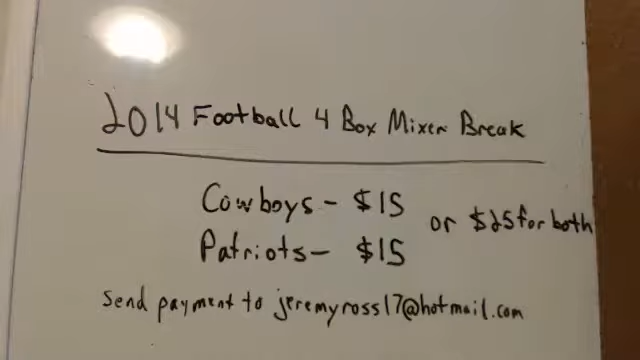 2014 Football 4 Box Mixer Break
Cowboys - $15
Patriots - $15
or $25 for both
Send payment to jeremyross17@hotmail.com